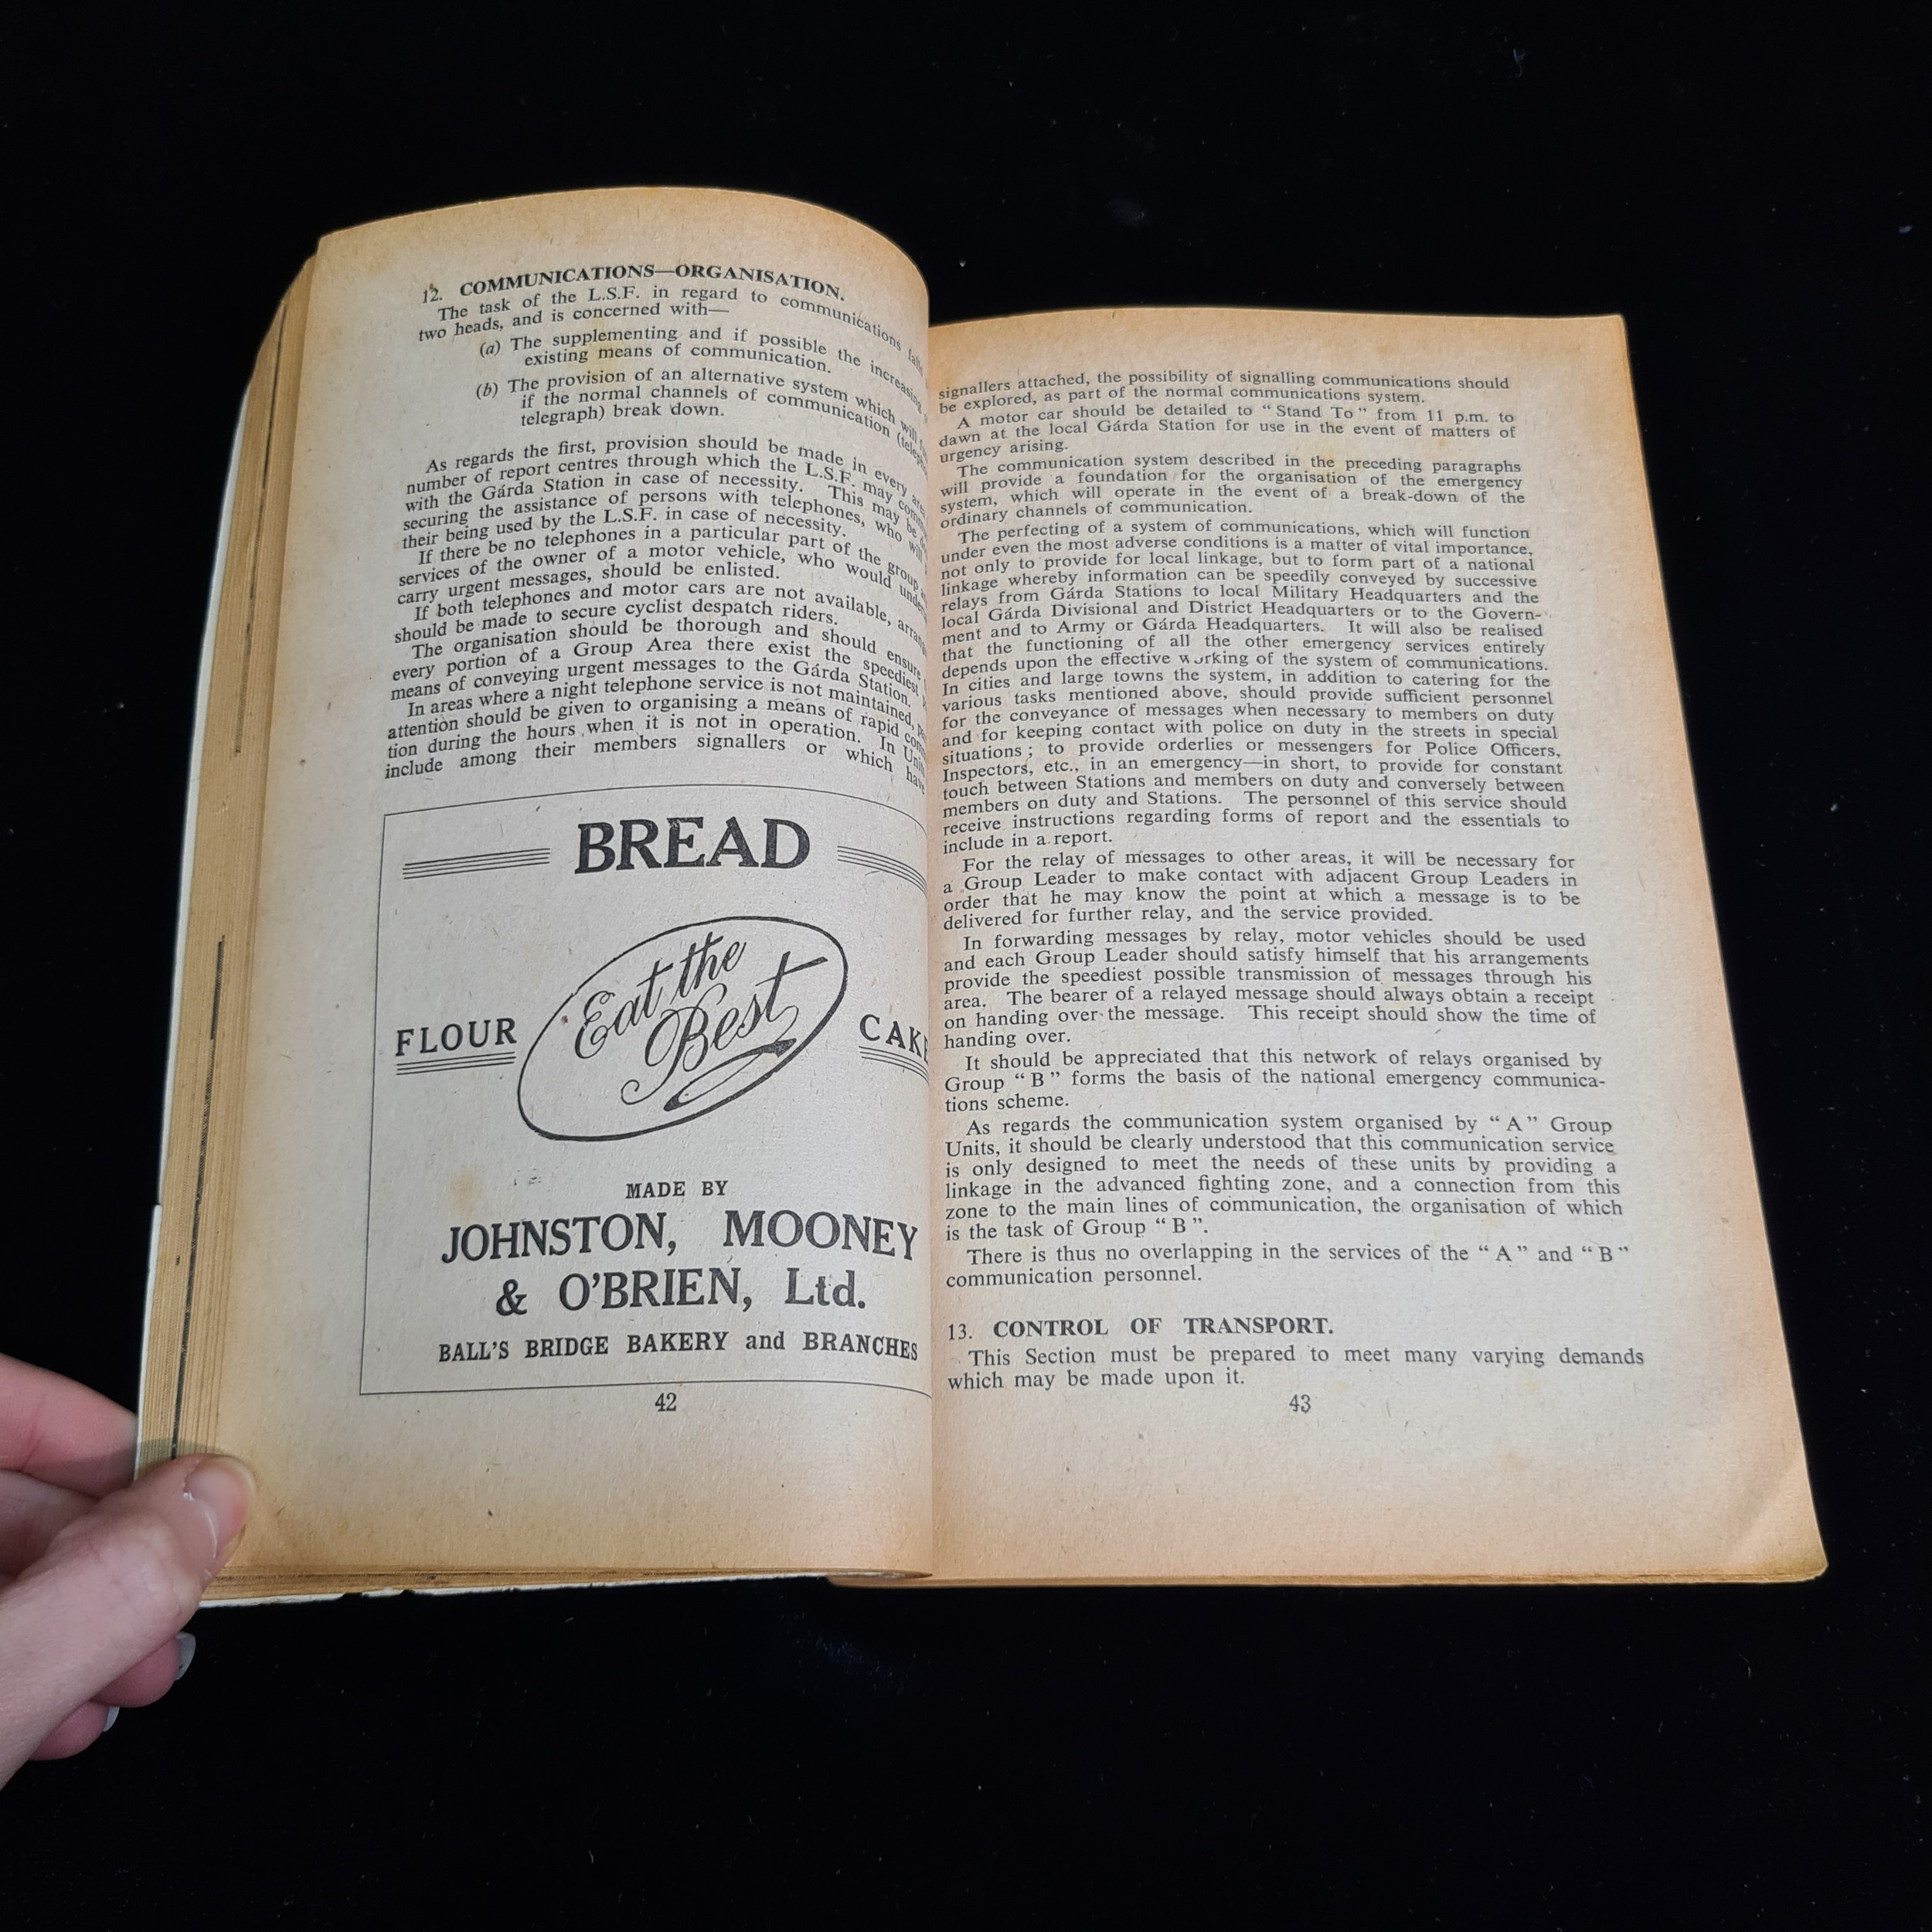 12. COMMUNICATIONS—ORGANISATION.
The task of the L.S.F. in regard to communications falls
two heads, and is concerned with—
(a) The supplementing and if possible the increasing
existing means of communication.
(b) The provision of an alternative system which will
if the normal channels of communication
telegraph) break down.
As regards the first, provision should be made in every
number of report centres through which the L.S.F. may
with the Gárda Station in case of necessity. This may be
securing the assistance of persons with telephones, who will
their being used by the L.S.F. in case of necessity.
If there be no telephones in a particular part of the group
services of the owner of a motor vehicle, who would
carry urgent messages, should be enlisted.
If both telephones and motor cars are not available,
should be made to secure cyclist despatch riders.
The organisation should be thorough and should ensure
every portion of a Group Area there exist the speediest
means of conveying urgent messages to the Gárda Station.
In areas where a night telephone service is not maintained,
attention should be given to organising a means of rapid
tion during the hours when it is not in operation. In
include among their members signallers or which have
BREAD
Eat the
Best
FLOUR CAKE
MADE BY
JOHNSTON, MOONEY
& O'BRIEN, Ltd.
BALL'S BRIDGE BAKERY and BRANCHES
42
signallers attached, the possibility of signalling communications should
be explored, as part of the normal communications system.
A motor car should be detailed to “Stand To” from 11 p.m. to
dawn at the local Gárda Station for use in the event of matters of
urgency arising.
The communication system described in the preceding paragraphs
will provide a foundation for the organisation of the emergency
system, which will operate in the event of a break-down of the
ordinary channels of communication.
The perfecting of a system of communications, which will function
under even the most adverse conditions is a matter of vital importance,
not only to provide for local linkage, but to form part of a national
linkage whereby information can be speedily conveyed by successive
relays from Gárda Stations to local Military Headquarters and the
local Gárda Divisional and District Headquarters or to the Govern-
ment and to Army or Gárda Headquarters. It will also be realised
that the functioning of all the other emergency services entirely
depends upon the effective working of the system of communications.
In cities and large towns the system, in addition to catering for the
various tasks mentioned above, should provide sufficient personnel
for the conveyance of messages when necessary to members on duty
and for keeping contact with police on duty in the streets in special
situations; to provide orderlies or messengers for Police Officers,
Inspectors, etc., in an emergency—in short, to provide for constant
touch between Stations and members on duty and conversely between
members on duty and Stations. The personnel of this service should
receive instructions regarding forms of report and the essentials to
include in a report.
For the relay of messages to other areas, it will be necessary for
a Group Leader to make contact with adjacent Group Leaders in
order that he may know the point at which a message is to be
delivered for further relay, and the service provided.
In forwarding messages by relay, motor vehicles should be used
and each Group Leader should satisfy himself that his arrangements
provide the speediest possible transmission of messages through his
area. The bearer of a relayed message should always obtain a receipt
on handing over the message. This receipt should show the time of
handing over.
It should be appreciated that this network of relays organised by
Group “B” forms the basis of the national emergency communica-
tions scheme.
As regards the communication system organised by “A” Group
Units, it should be clearly understood that this communication service
is only designed to meet the needs of these units by providing a
linkage in the advanced fighting zone, and a connection from this
zone to the main lines of communication, the organisation of which
is the task of Group “B”.
There is thus no overlapping in the services of the “A” and “B”
communication personnel.
13. CONTROL OF TRANSPORT.
This Section must be prepared to meet many varying demands
which may be made upon it.
43